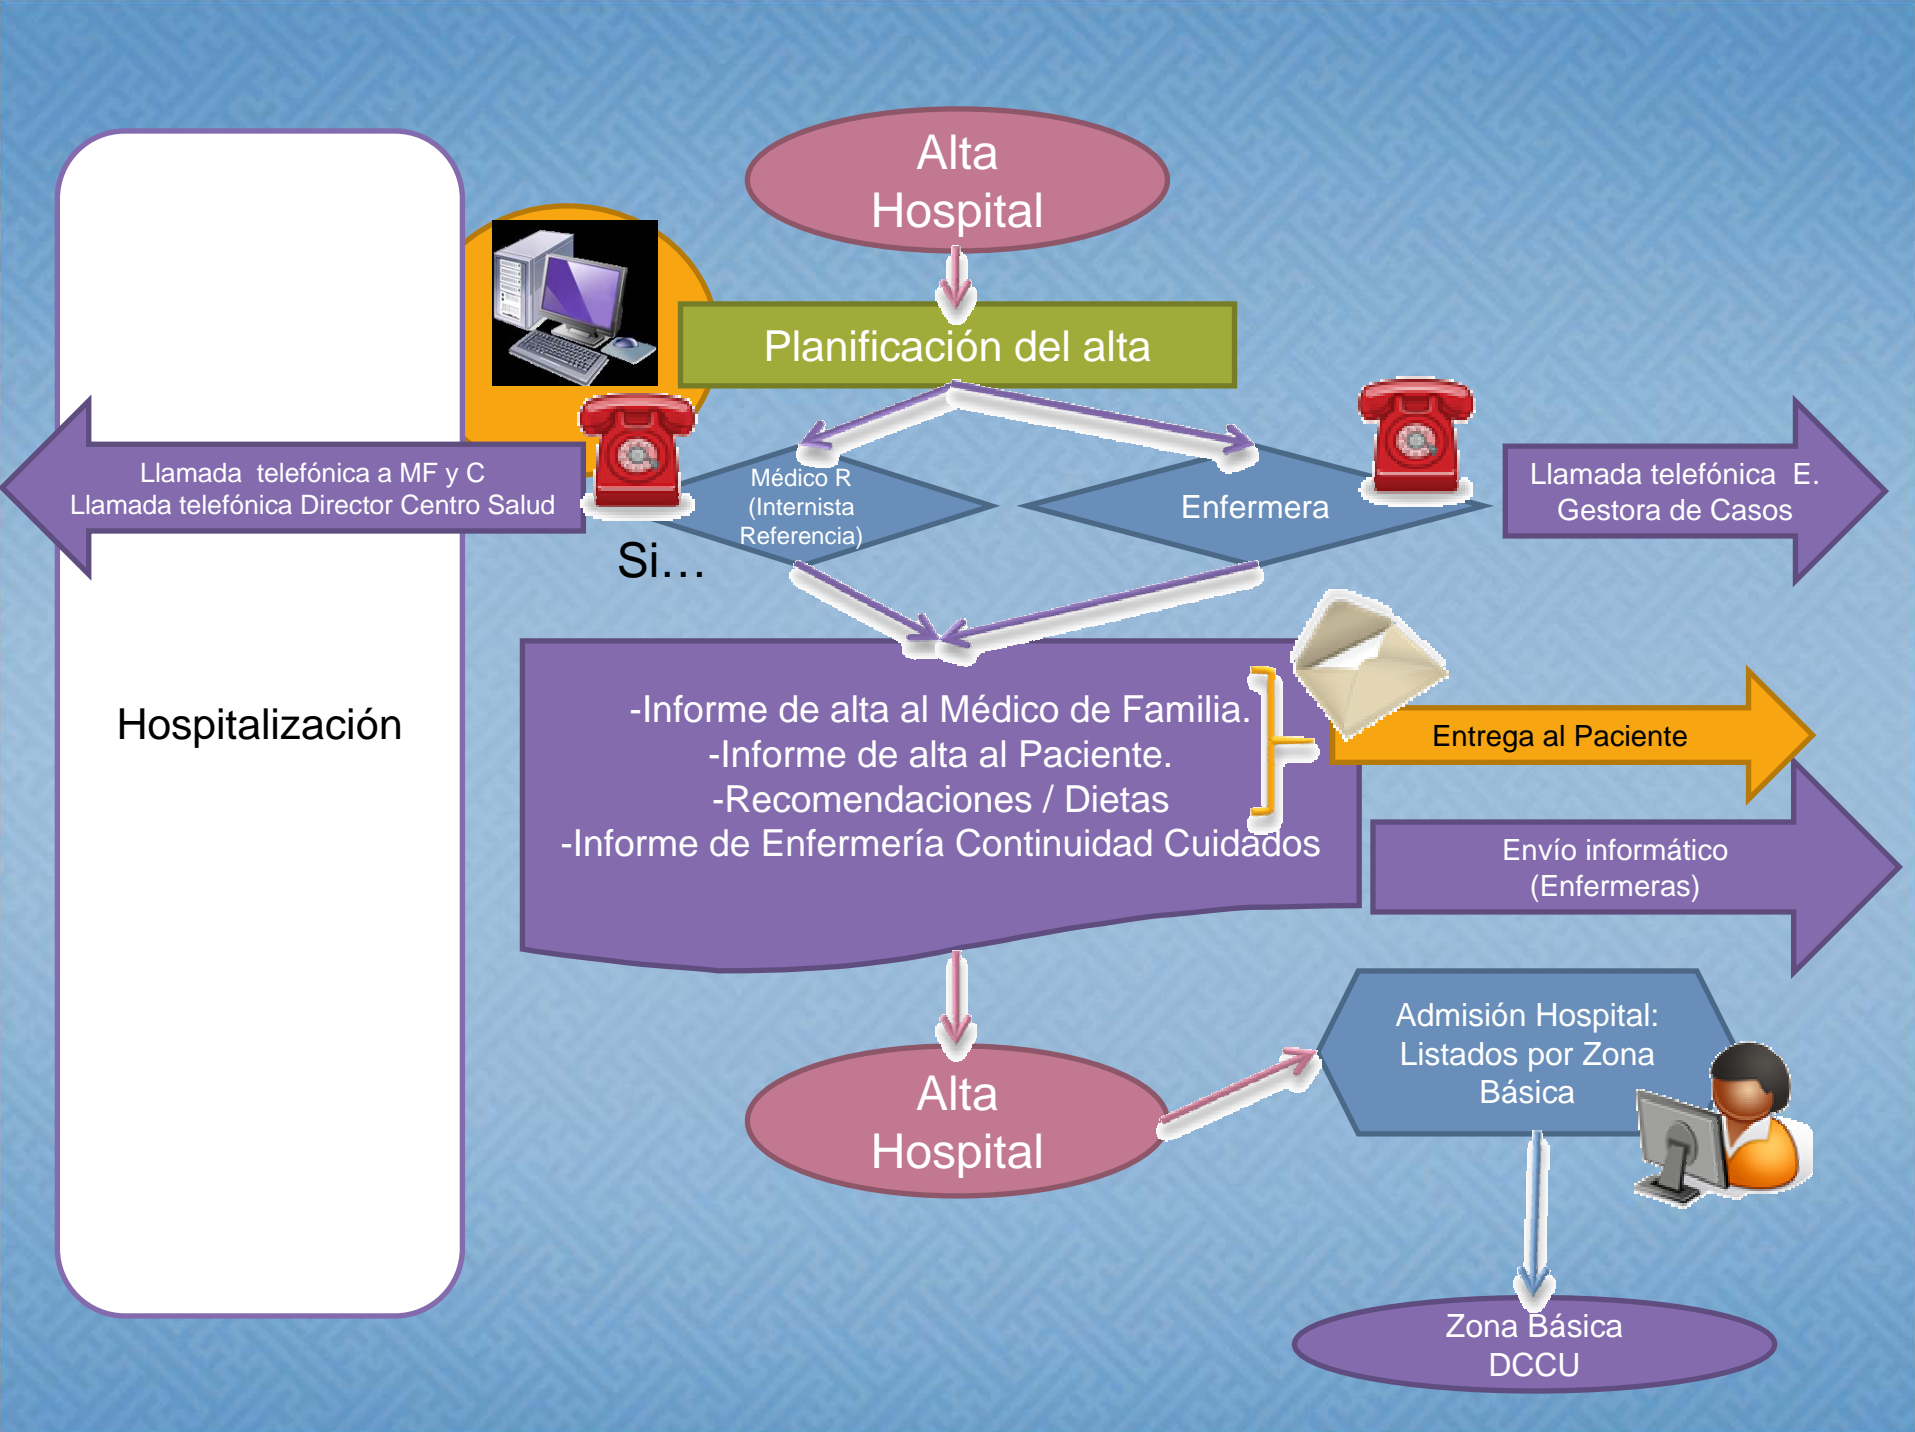 Alta
Hospital
Planificación del alta
Llamada  telefónica a MF y C
Llamada telefónica Director Centro Salud
Médico R
(Internista
Referencia)
Enfermera
Llamada telefónica  E.
Gestora de Casos
Si…
Hospitalización
-Informe de alta al Médico de Familia.
-Informe de alta al Paciente.
-Recomendaciones / Dietas
-Informe de Enfermería Continuidad Cuidados
Entrega al Paciente
Envío informático
(Enfermeras)
Alta
Hospital
Admisión Hospital:
Listados por Zona
Básica
Zona Básica
DCCU